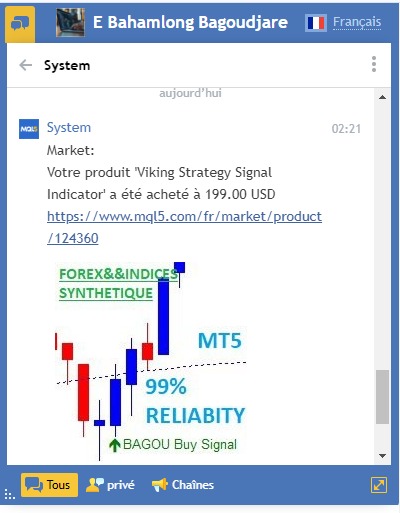 E Bahamlong Bagoudjare
Français
System
aujourd'hui
MQL5
System
02:21
Market:
Votre produit 'Viking Strategy Signal
Indicator' a été acheté à 199.00 USD
https://www.mql5.com/fr/market/product
/124360
FOREX&&INDICES
SYNTHETIQUE
MT5
99%
RELIABITY
BAGOU Buy Signal
Tous
privé
Chaînes